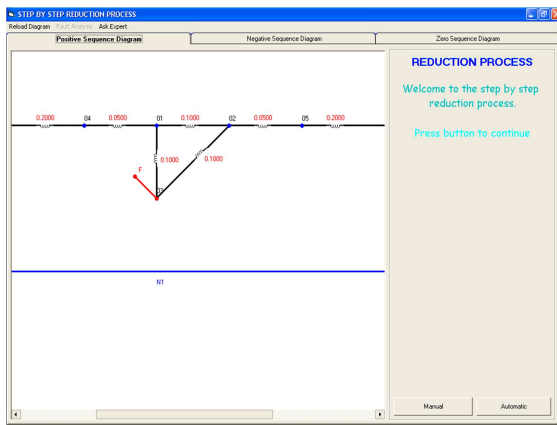 STEP BY STEP REDUCTION PROCESS
Reload Diagram Fault Analysis Ask Expert
Positive Sequence Diagram Negative Sequence Diagram Zero Sequence Diagram
REDUCTION PROCESS
Welcome to the step by step
reduction process.
Press button to continue
0.2000 04 0.0500 01 0.1000 02 0.0500 05 0.2000
0.1000 0.1000
F
03
N1
Manual Automatic